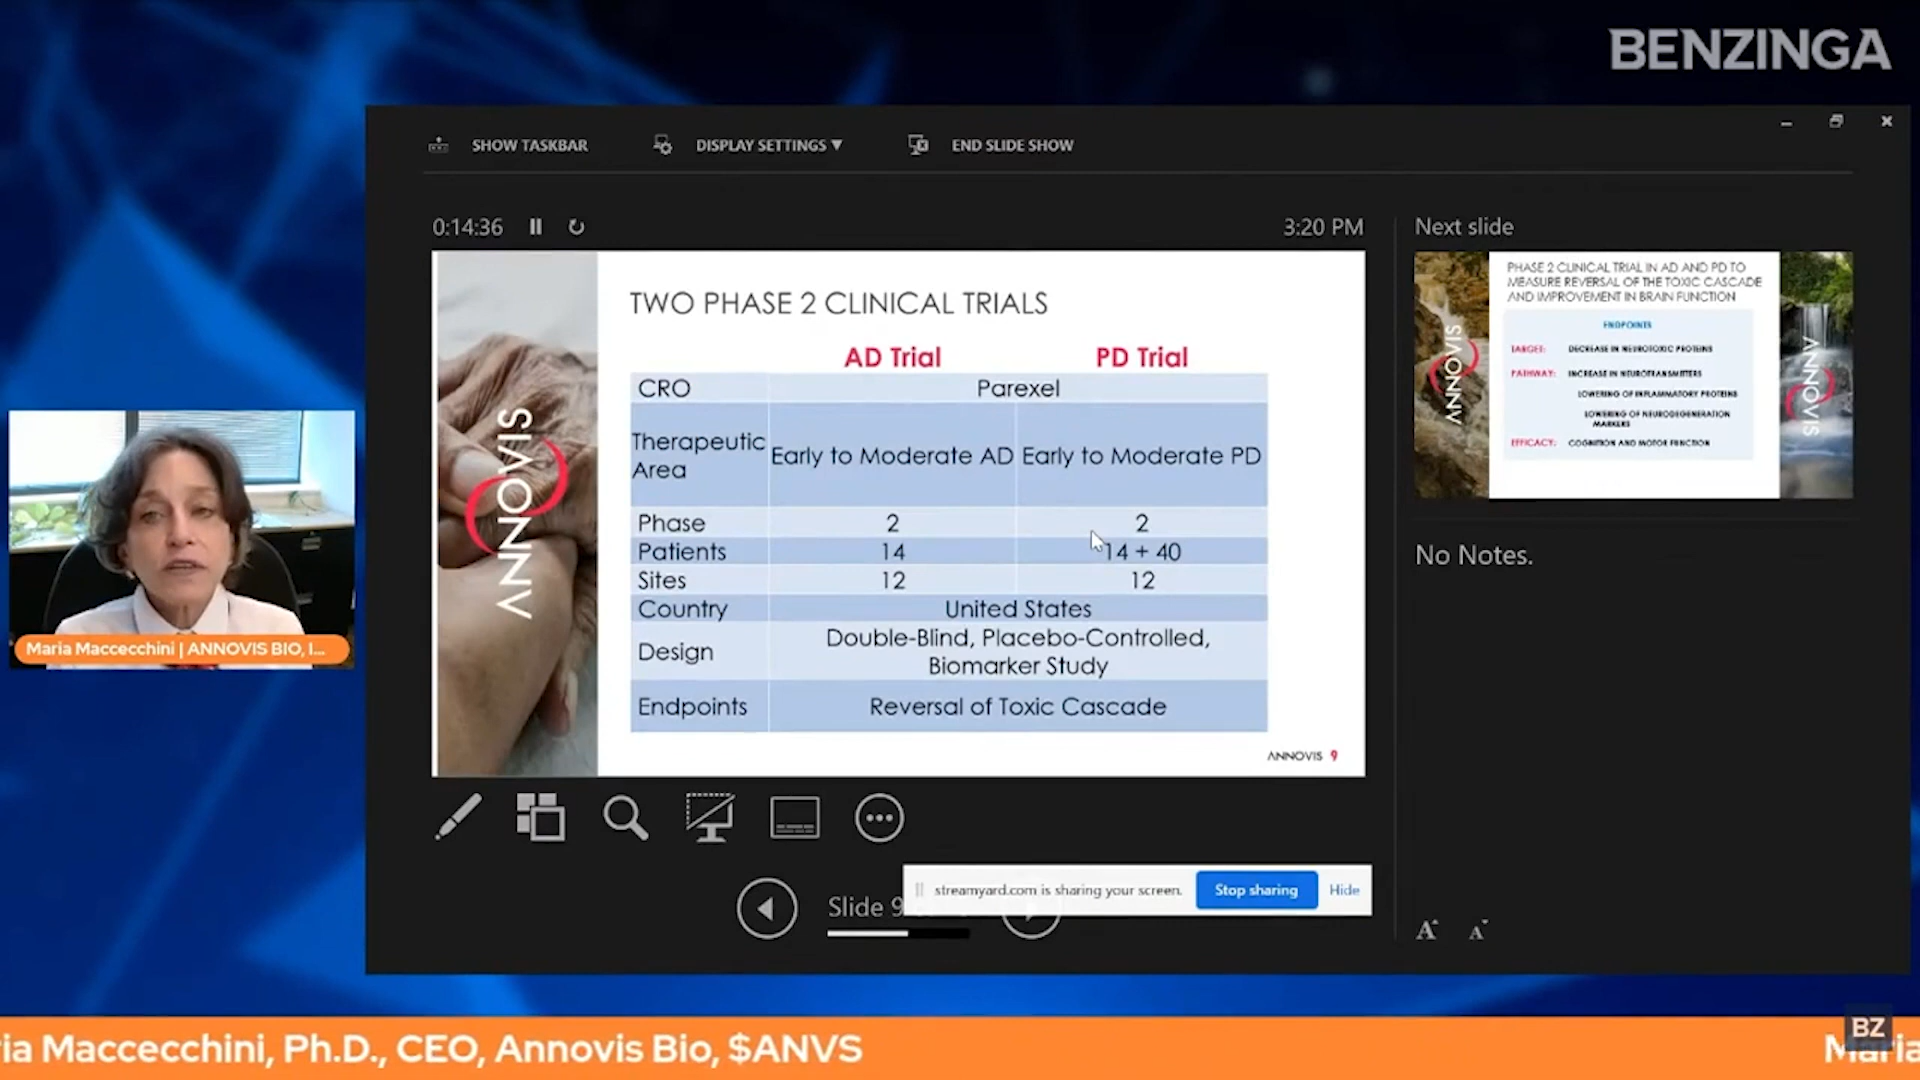 BENZINGA
SHOW TASKBAR
DISPLAY SETTINGS ▼
END SLIDE SHOW
0:14:36
3:20 PM
Next slide
ANNOVIS
TWO PHASE 2 CLINICAL TRIALS
AD Trial PD Trial
CRO Parexel
Therapeutic Area Early to Moderate AD Early to Moderate PD
Phase 2 2
Patients 14 14 + 40
Sites 12 12
Country United States
Design Double-Blind, Placebo-Controlled,
Biomarker Study
Endpoints Reversal of Toxic Cascade
ANNOVIS 9
ANNOVIS
PHASE 2 CLINICAL TRIAL IN AD AND PD TO
MEASURE REVERSAL OF THE TOXIC CASCADE
AND IMPROVEMENT IN BRAIN FUNCTION
ENDPOINTS
TARGET: DECREASE IN NEUROTOXIC PROTEINS
PATHWAY: INCREASE IN NEUROTRANSMITTERS
LOWERING OF INFLAMMATORY PROTEINS
LOWERING OF NEURODEGENERATION
MARKERS
EFFICACY: COGNITION AND MOTOR FUNCTION
ANNOVIS
No Notes.
Maria Maccecchini | ANNOVIS BIO, I...
Slide 9
streamyard.com is sharing your screen.
Stop sharing
Hide
A A
ia Maccecchini, Ph.D., CEO, Annovis Bio, $ANVS
BZ
Maria